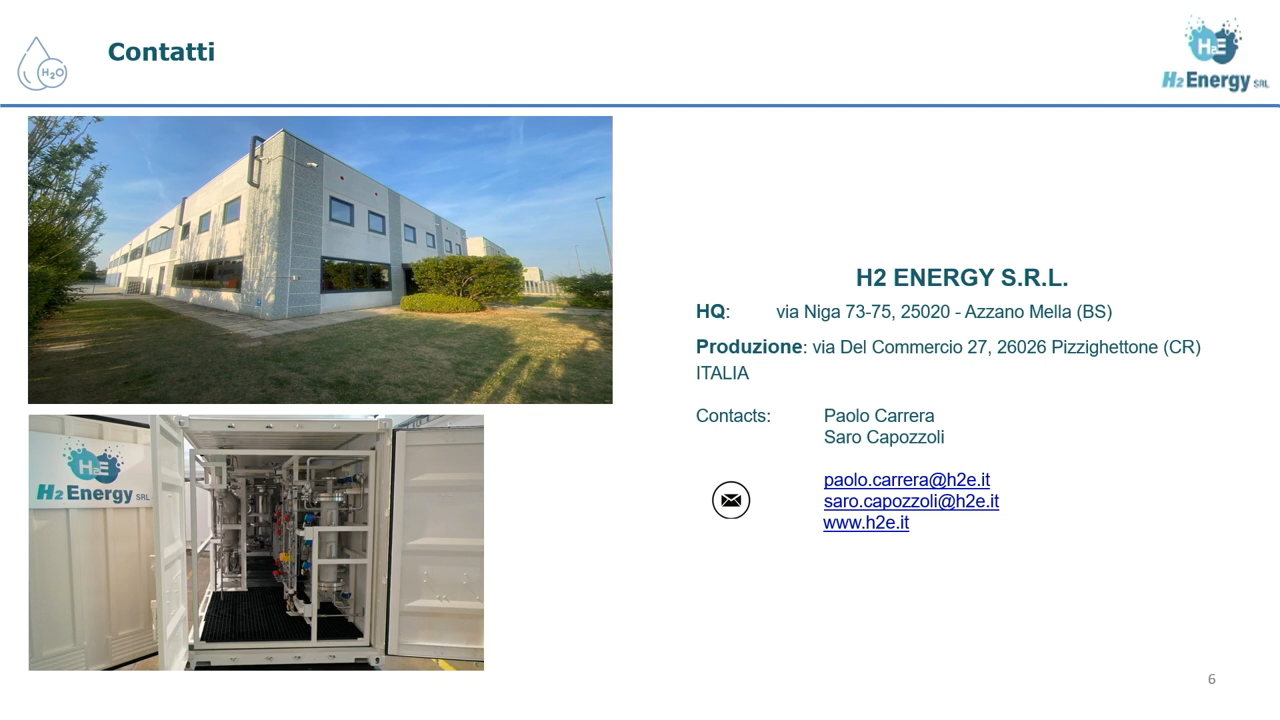 H₂O
Contatti
H2E
H2 Energy SRL
H2 ENERGY S.R.L.
HQ: via Niga 73-75, 25020 - Azzano Mella (BS)
Produzione: via Del Commercio 27, 26026 Pizzighettone (CR)
ITALIA
Contacts: Paolo Carrera
Saro Capozzoli
paolo.carrera@h2e.it
saro.capozzoli@h2e.it
www.h2e.it
H2E
H2 Energy SRL
6